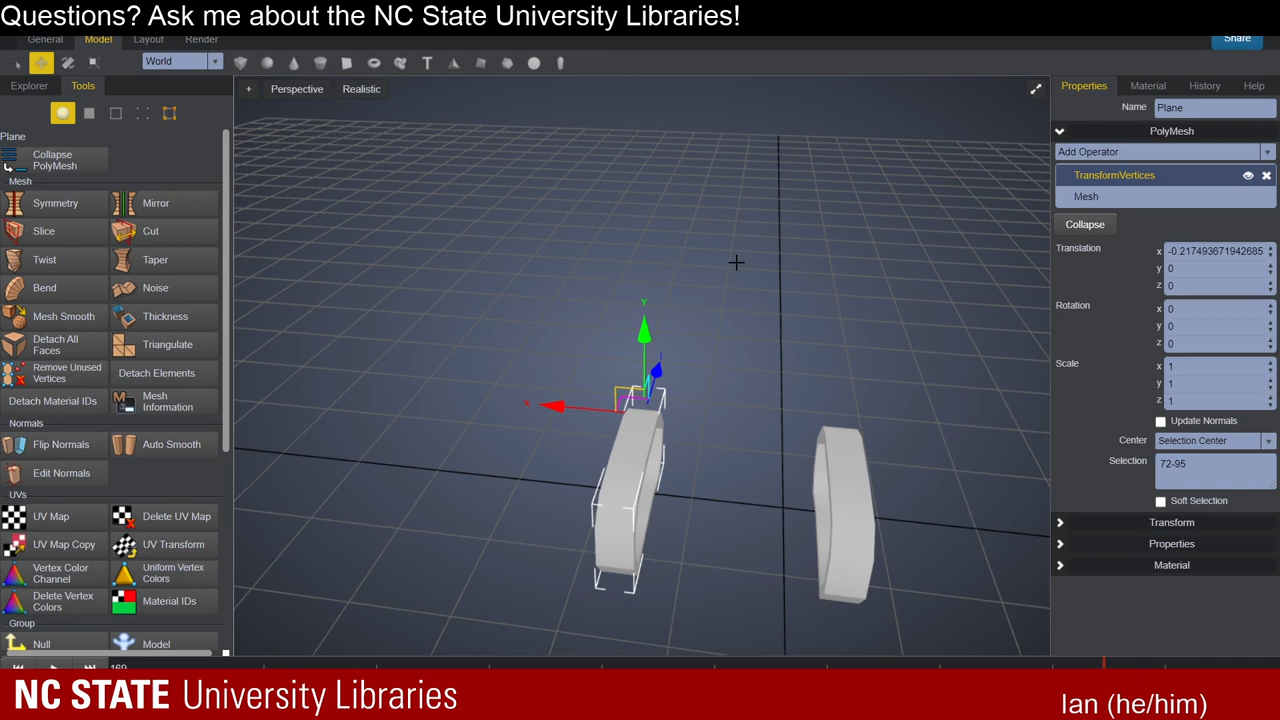 Questions? Ask me about the NC State University Libraries!
General Model Layout Render Share
World T
Explorer Tools + Perspective Realistic Properties Material History Help
Name Plane
Plane PolyMesh
Collapse PolyMesh Add Operator
Mesh TransformVertices
Symmetry Mirror Mesh
Slice Cut Collapse
Twist Taper Translation x -0.217493671942685
y 0
Bend Noise z 0
Mesh Smooth Thickness Rotation x 0
y 0
Detach All Faces Triangulate z 0
Remove Unused Vertices Detach Elements Scale x 1
y 1
Detach Material IDs Mesh Information z 1
Normals Update Normals
Flip Normals Auto Smooth Center Selection Center
Edit Normals Selection 72-95
UVs Soft Selection
UV Map Delete UV Map Transform
UV Map Copy UV Transform Properties
Vertex Color Channel Uniform Vertex Colors Material
Delete Vertex Colors Material IDs
Group
Null Model
Y
X
169
NC STATE University Libraries
Ian (he/him)